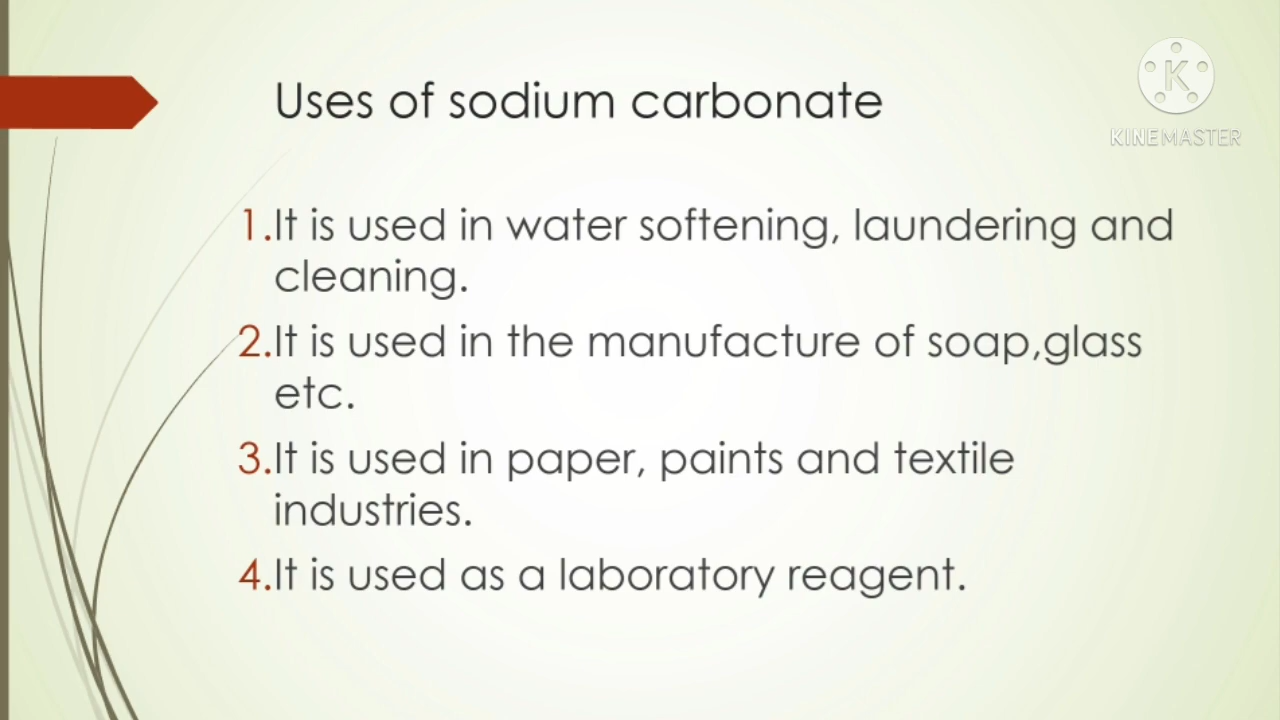 Uses of sodium carbonate
K
KINEMASTER
1.It is used in water softening, laundering and
cleaning.
2.It is used in the manufacture of soap,glass
etc.
3.It is used in paper, paints and textile
industries.
4.It is used as a laboratory reagent.